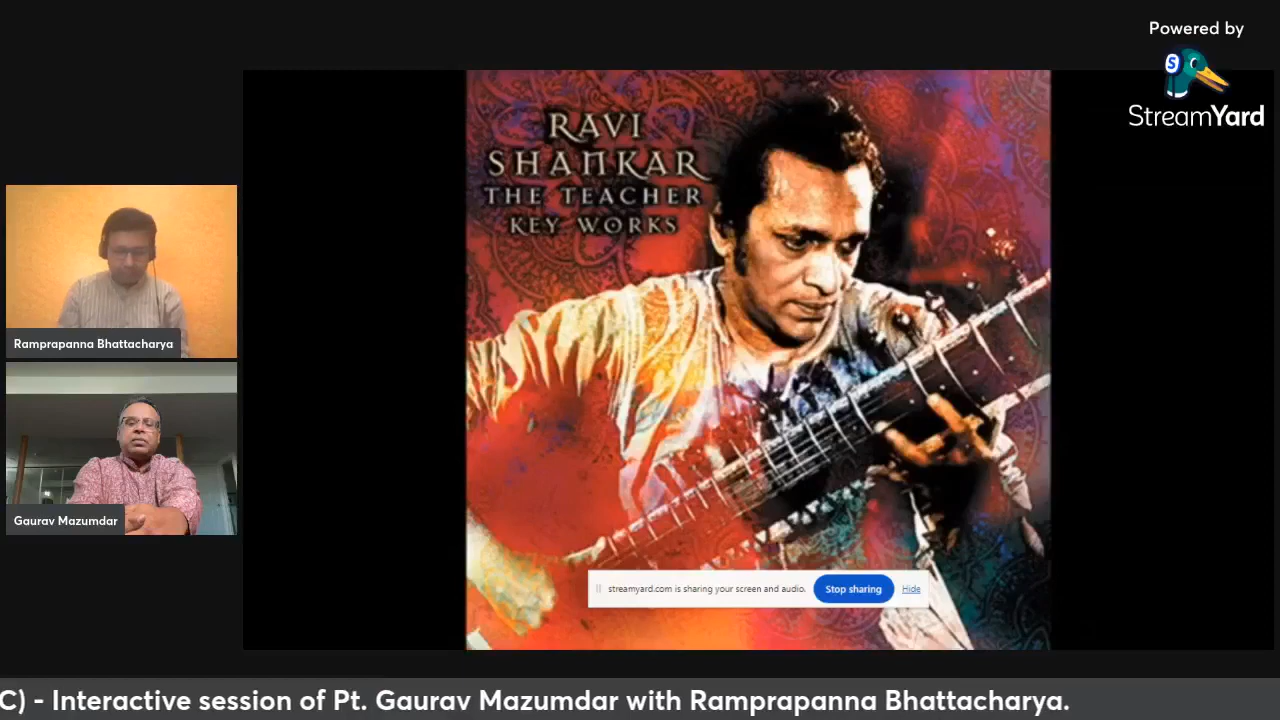 Powered by
StreamYard
RAVI
SHANKAR
THE TEACHER
KEY WORKS
Ramprapanna Bhattacharya
Gaurav Mazumdar
streamyard.com is sharing your screen and audio. Stop sharing Hide
C) - Interactive session of Pt. Gaurav Mazumdar with Ramprapanna Bhattacharya.